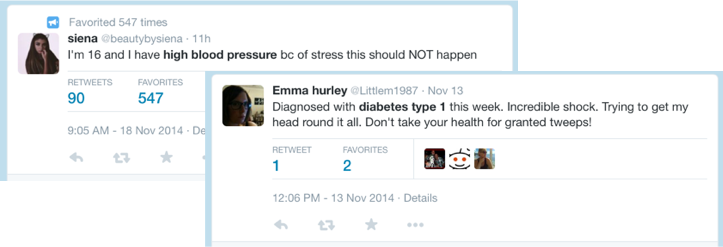 Favorited 547 times
siena @beautybysiena · 11h
I'm 16 and I have high blood pressure bc of stress this should NOT happen
RETWEETS FAVORITES
90 547
9:05 AM - 18 Nov 2014 ·
Emma hurley @Littlem1987 · Nov 13
Diagnosed with diabetes type 1 this week. Incredible shock. Trying to get my
head round it all. Don't take your health for granted tweeps!
RETWEET FAVORITES
1 2
12:06 PM - 13 Nov 2014 · Details